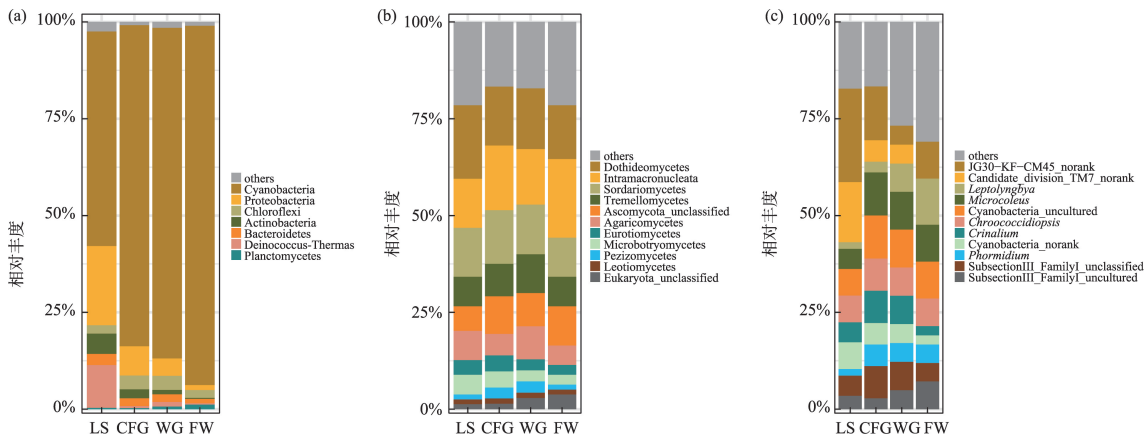 (a)
100%
75%
50%
25%
0%
相对丰度
LS CFG WG FW
others
Cyanobacteria
Proteobacteria
Chloroflexi
Actinobacteria
Bacteroidetes
Deinococcus-Thermas
Planctomycetes
(b)
100%
75%
50%
25%
0%
相对丰度
LS CFG WG FW
others
Dothideomycetes
Intramacronucleata
Sordariomycetes
Tremellomycetes
Ascomycota_unclassified
Agaricomycetes
Eurotiomycetes
Microbotryomycetes
Pezizomycetes
Leotiomycetes
Eukaryota_unclassified
(c)
100%
75%
50%
25%
0%
相对丰度
LS CFG WG FW
others
JG30-KF-CM45_norank
Candidate_division_TM7_norank
Leptolyngbya
Microcoleus
Cyanobacteria_uncultured
Chroococcidiopsis
Crinalium
Cyanobacteria_norank
Phormidium
SubsectionIII_FamilyI_unclassified
SubsectionIII_FamilyI_uncultured